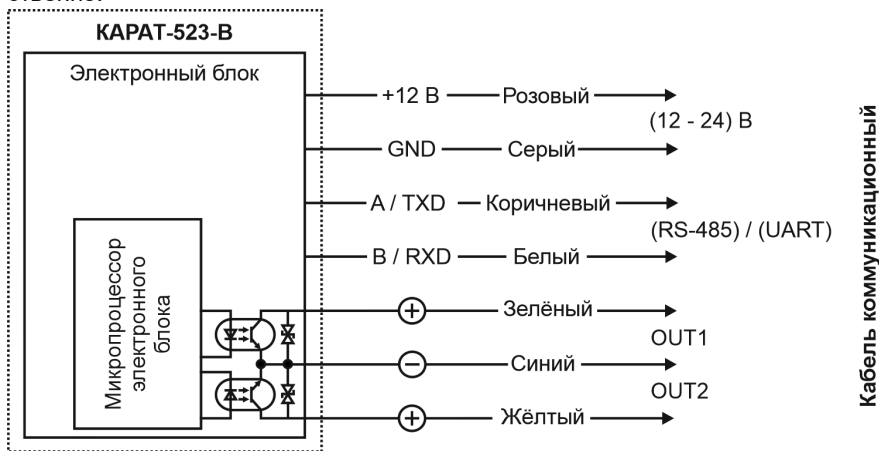 КАРАТ-523-В
Электронный блок
+12 В Розовый
(12 - 24) В
GND Серый
A / TXD Коричневый
(RS-485) / (UART)
B / RXD Белый
Микропроцессор
электронного
блока
+ Зелёный
OUT1
− Синий
OUT2
+ Жёлтый
Кабель коммуникационный